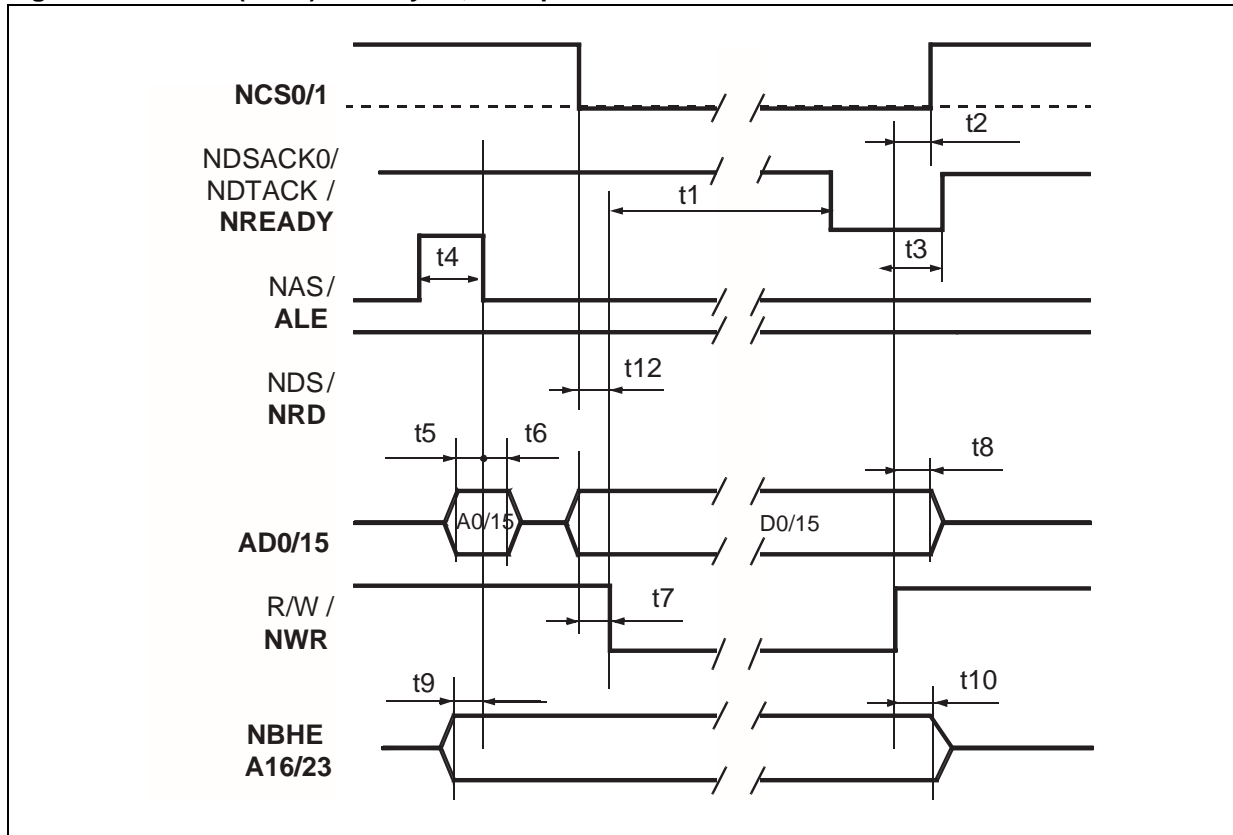 NCS0/1
t2
NDSACK0/
NDTACK /
NREADY
t1
t3
t4
NAS/
ALE
t12
NDS/
NRD
t5
t6
t8
A0/15
D0/15
AD0/15
R/W /
NWR
t7
t9
t10
NBHE
A16/23